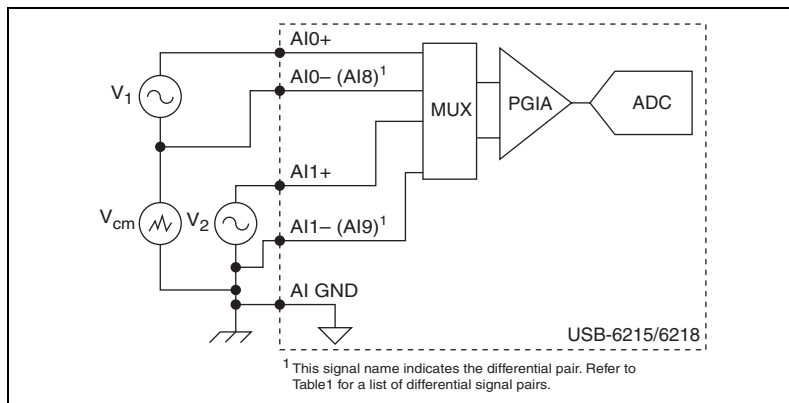 AI0+
AI0– (AI8)¹
V₁
MUX
PGIA
ADC
AI1+
V_cm
V₂
AI1– (AI9)¹
AI GND
USB-6215/6218
¹ This signal name indicates the differential pair. Refer to
Table1 for a list of differential signal pairs.